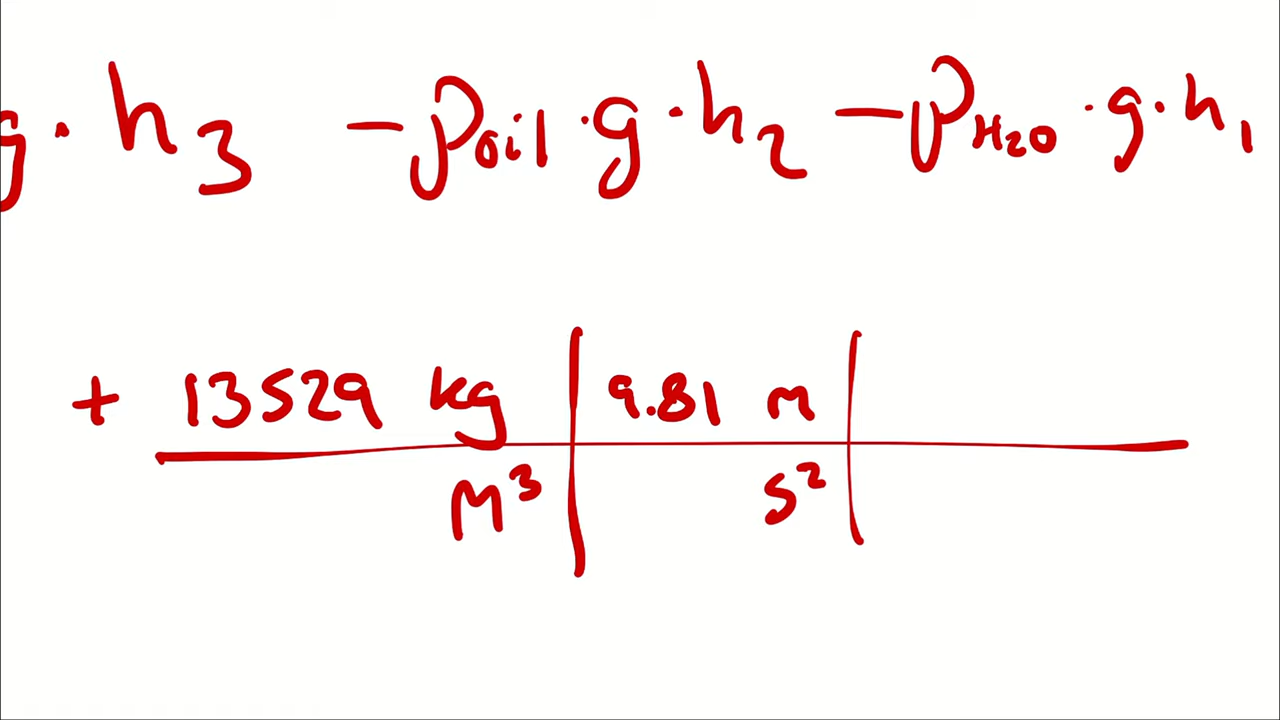 g · h3 - ρoil · g · h2 - ρH2O · g · h1
+ 13529 kg 9.81 m
m³ s²